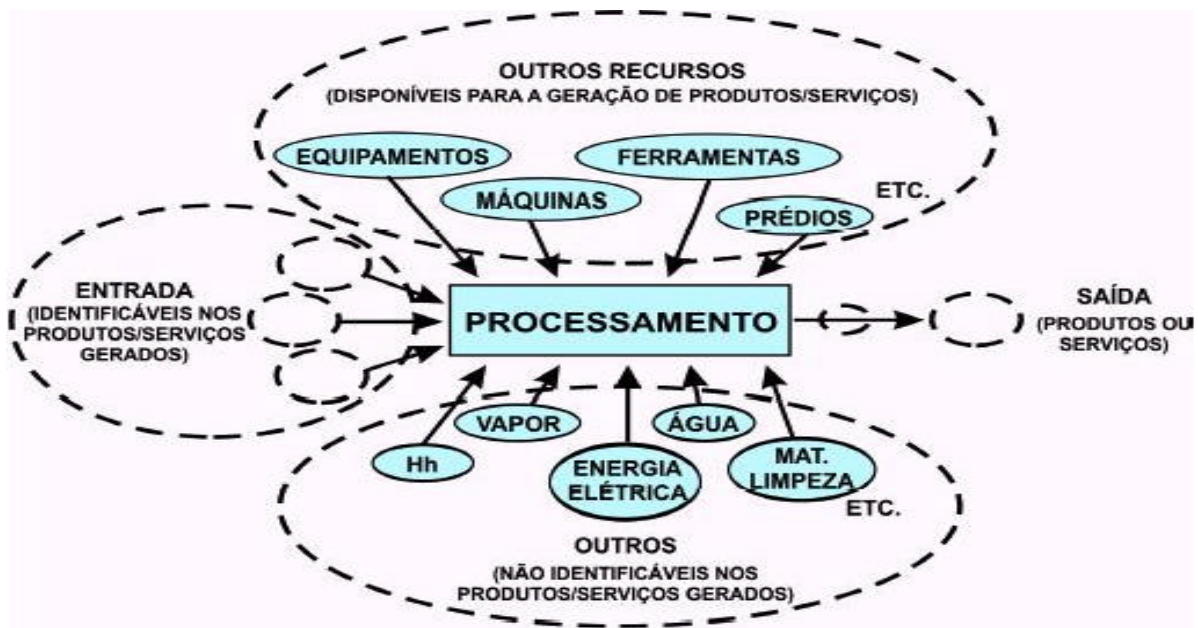 OUTROS RECURSOS
(DISPONÍVEIS PARA A GERAÇÃO DE PRODUTOS/SERVIÇOS)
EQUIPAMENTOS
FERRAMENTAS
MÁQUINAS
ETC.
PRÉDIOS
ENTRADA
(IDENTIFICÁVEIS NOS
PRODUTOS/SERVIÇOS
GERADOS)
PROCESSAMENTO
SAÍDA
(PRODUTOS OU
SERVIÇOS)
VAPOR
ÁGUA
Hh
ENERGIA
ELÉTRICA
MAT.
LIMPEZA
ETC.
OUTROS
(NÃO IDENTIFICÁVEIS NOS
PRODUTOS/SERVIÇOS GERADOS)